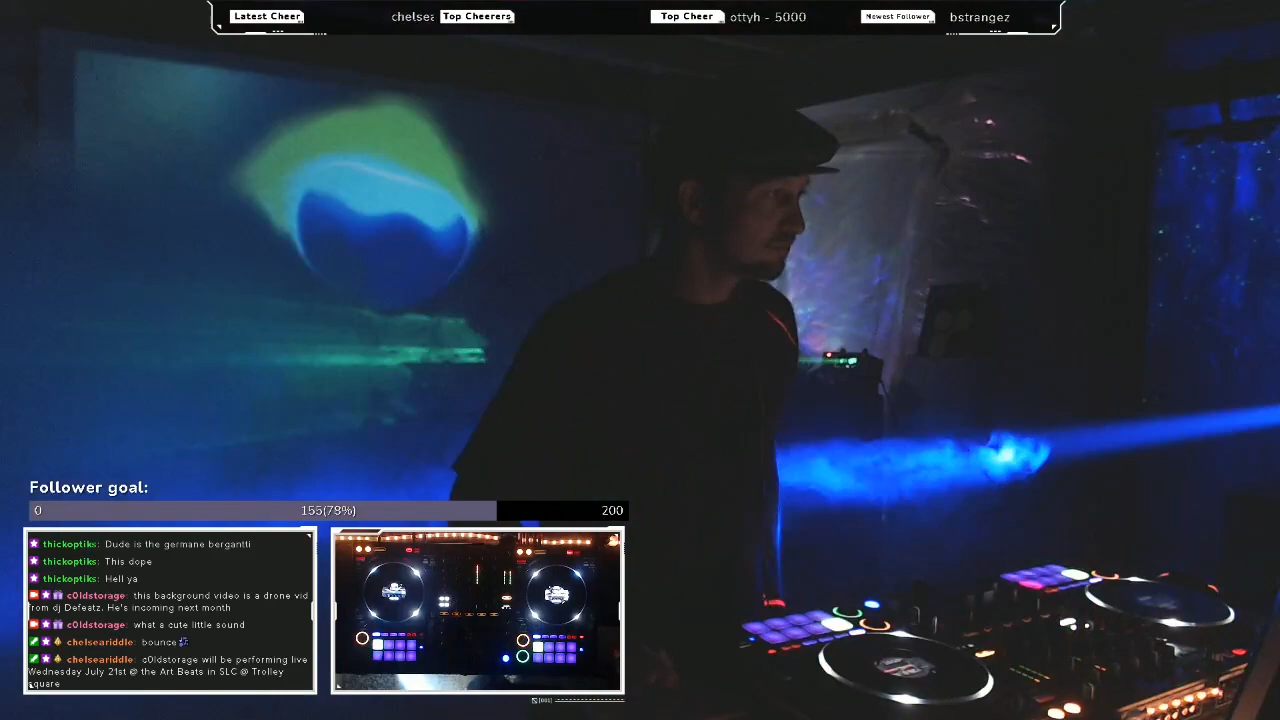 Latest Cheer
chelsea
Top Cheerers
Top Cheer
ottyh - 5000
Newest Follower
bstrangez
Follower goal:
0
155(78%)
200
thickoptiks: Dude is the germane bergantti
thickoptiks: This dope
thickoptiks: Hell ya
c0ldstorage: this background video is a drone vid
from dj Defeatz. He's incoming next month
c0ldstorage: what a cute little sound
chelseariddle: bounce
chelseariddle: c0ldstorage will be performing live
Wednesday July 21st @ the Art Beats in SLC @ Trolley
square